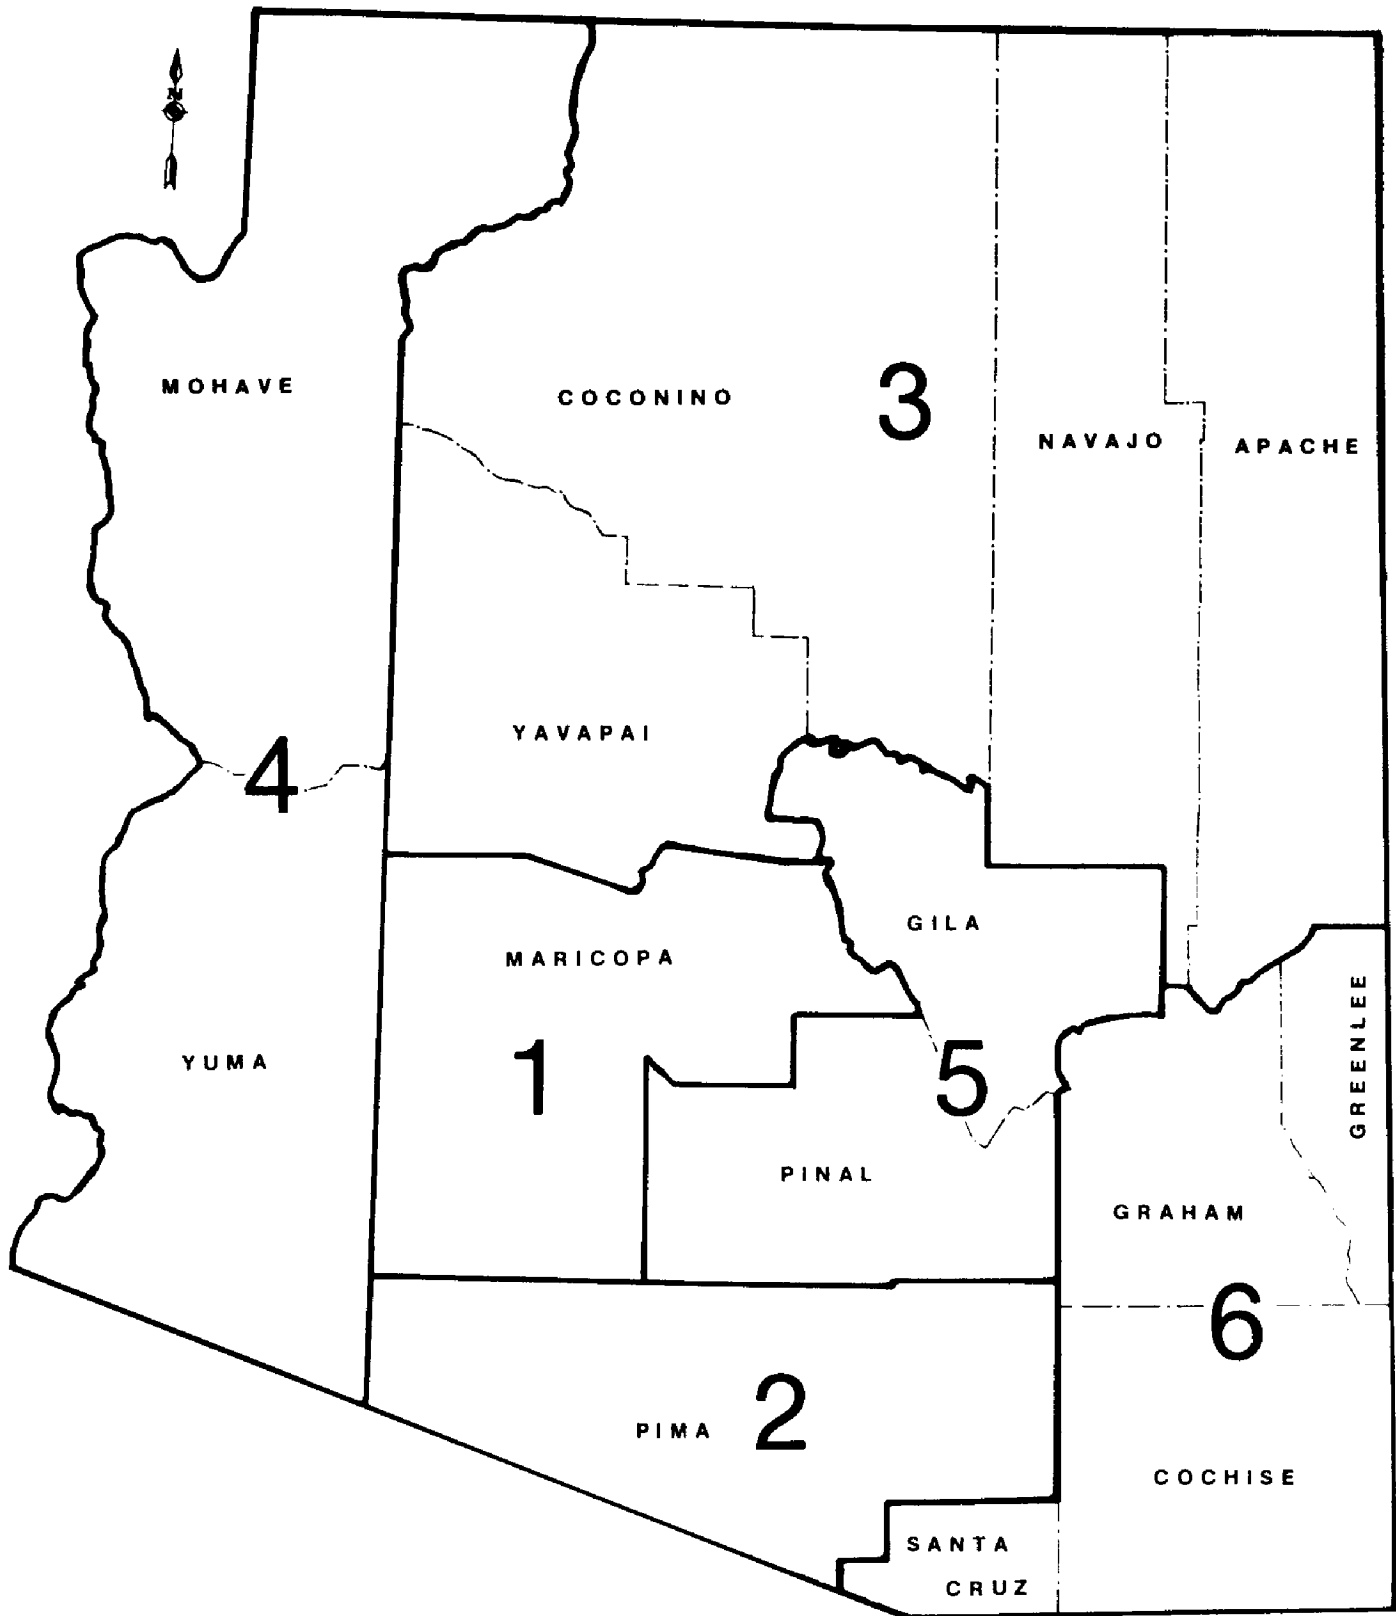 N
MOHAVE
COCONINO
3
NAVAJO
APACHE
YAVAPAI
4
GILA
MARICOPA
GREENLEE
YUMA
1
5
PINAL
GRAHAM
6
2
PIMA
COCHISE
SANTA
CRUZ